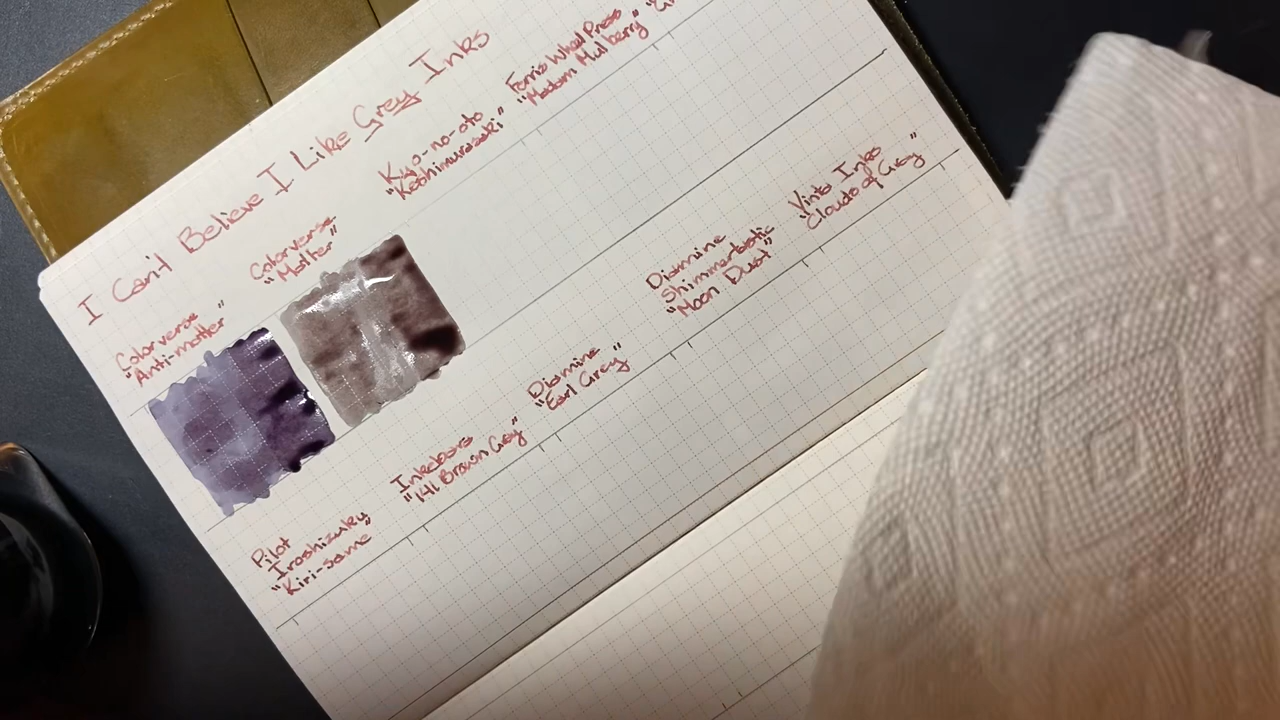 I Can't Believe I Like Grey Inks
Colorverse
"Anti-matter"
Colorverse
"Matter"
Kyo-no-oto
"Keshimurasaki"
Ferris Wheel Press
"Madam Mulberry"
Pilot
Iroshizuku
"Kiri-same"
Inkebara
"141 Brown Grey"
Diamine
"Earl Grey"
Diamine
Shimmertastic
"Moon Dust"
Vinta Inks
"Clouds of Grey"